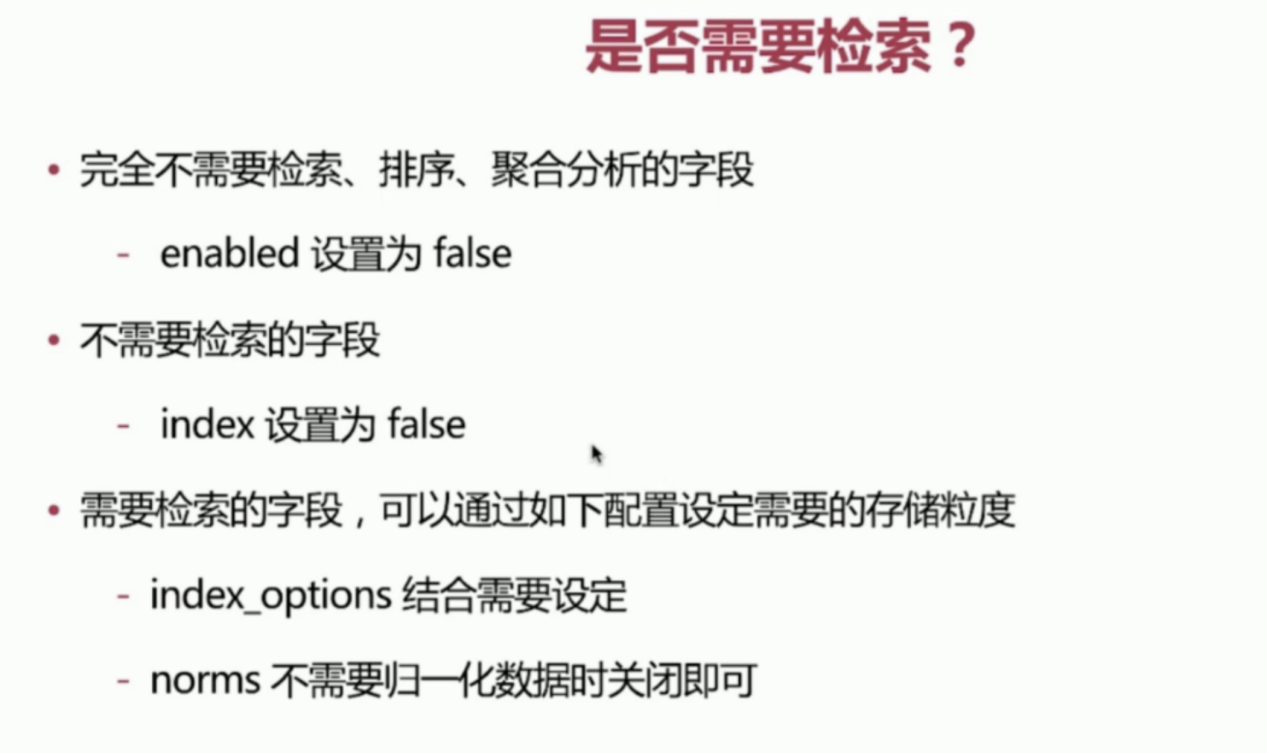 是否需要检索？
• 完全不需要检索、排序、聚合分析的字段
- enabled 设置为 false
• 不需要检索的字段
- index 设置为 false
• 需要检索的字段，可以通过如下配置设定需要的存储粒度
- index_options 结合需要设定
- norms 不需要归一化数据时关闭即可